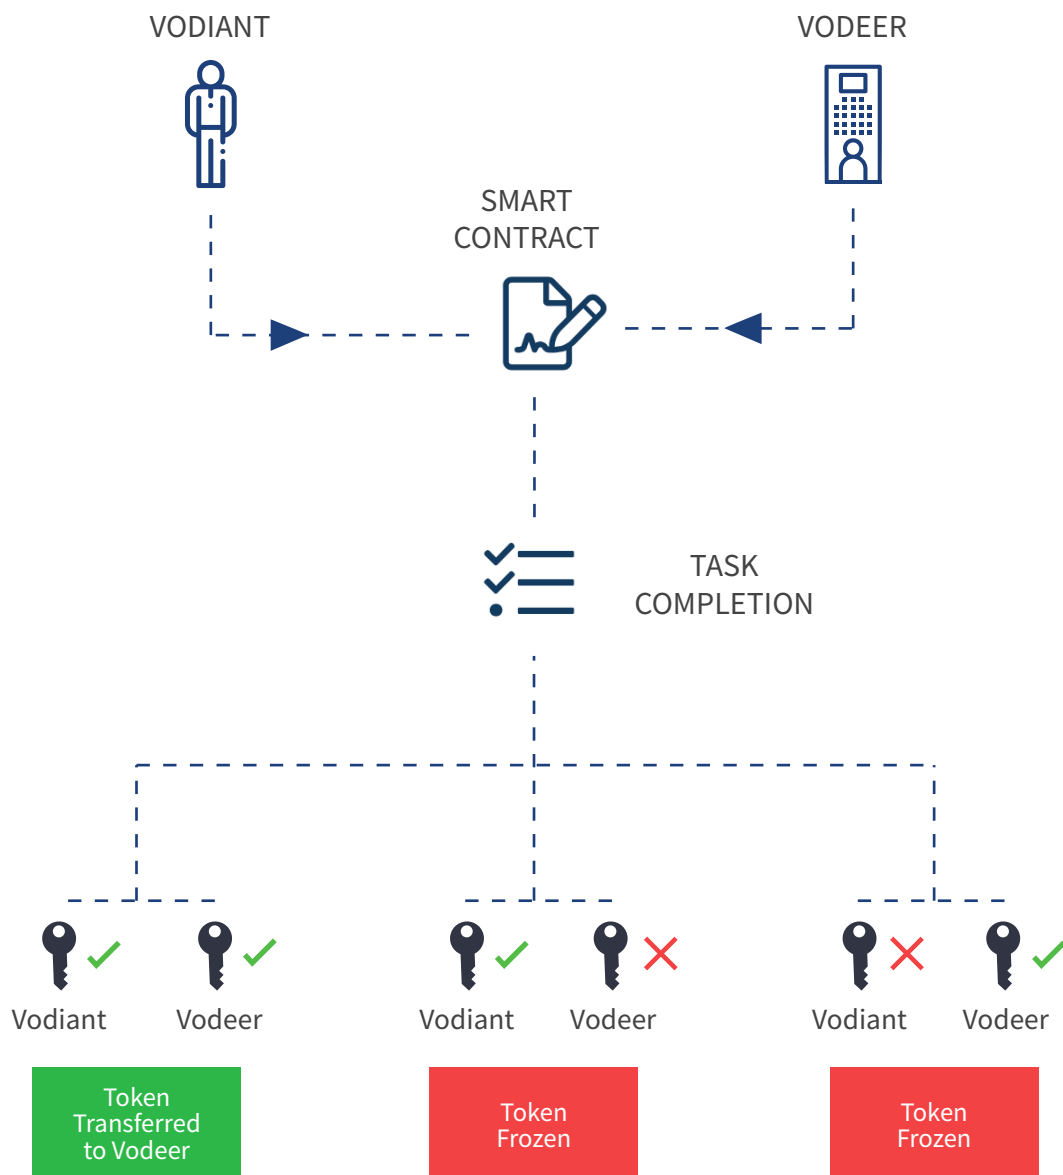 VODIANT
VODEER
SMART
CONTRACT
TASK
COMPLETION
Vodiant
Vodeer
Vodiant
Vodeer
Vodiant
Vodeer
Token
Transferred
to Vodeer
Token
Frozen
Token
Frozen